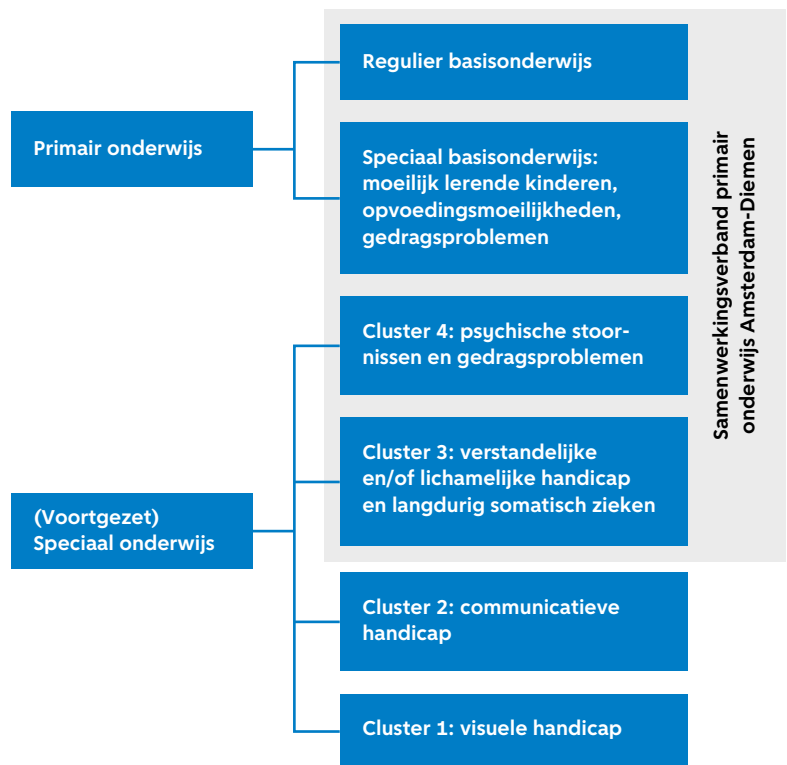 Primair onderwijs
Regulier basisonderwijs
Speciaal basisonderwijs:
moeilijk lerende kinderen,
opvoedingsmoeilijkheden,
gedragsproblemen
(Voortgezet)
Speciaal onderwijs
Cluster 4: psychische stoor-
nissen en gedragsproblemen
Cluster 3: verstandelijke
en/of lichamelijke handicap
en langdurig somatisch zieken
Cluster 2: communicatieve
handicap
Cluster 1: visuele handicap
Samenwerkingsverband primair
onderwijs Amsterdam-Diemen